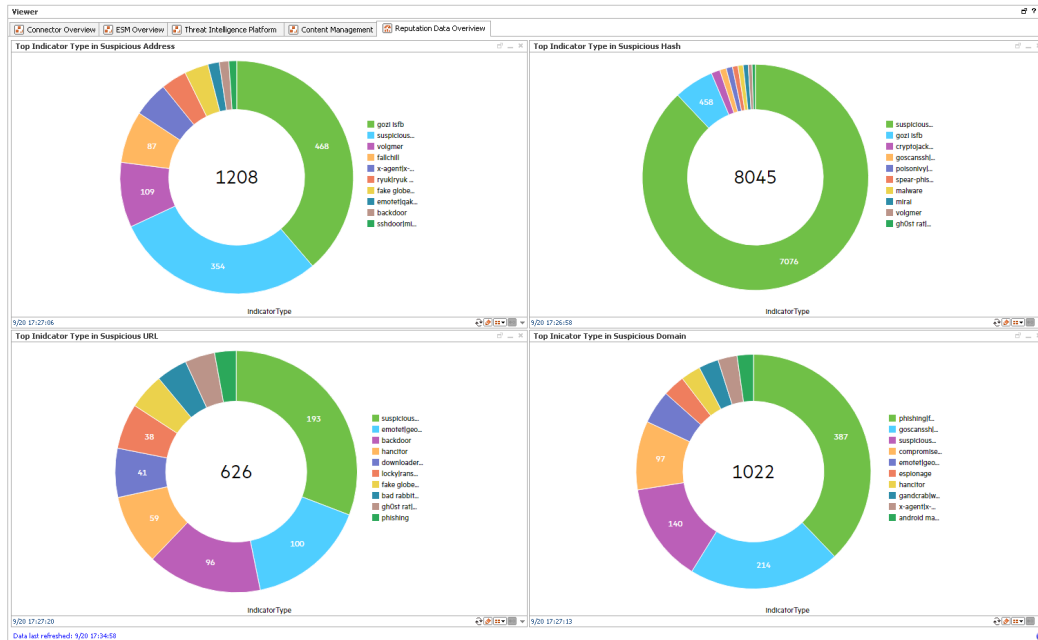 Viewer
Connector Overview ESM Overview Threat Intelligence Platform Content Management Reputation Data Overview
Top Indicator Type in Suspicious Address
468
354
109
87
1208
gozi isfb
suspicious...
volgmer
fallchill
x-agent|x-...
ryuk|ryuk ...
fake globe...
emotet|qak...
backdoor
sshdoor|mi...
IndicatorType
9/20 17:27:06
Top Indicator Type in Suspicious Hash
458
7076
8045
suspicious...
gozi isfb
cryptojack...
goscanssh|...
poisonivy|...
spear-phis...
malware
mirai
volgmer
gh0st rat|...
IndicatorType
9/20 17:26:58
Top Inidcator Type in Suspicious URL
193
100
96
59
41
38
626
suspicious...
emotet|geo...
backdoor
hancitor
downloader...
locky|trans...
fake globe...
bad rabbit...
gh0st rat|...
phishing
IndicatorType
9/20 17:27:20
Top Inicator Type in Suspicious Domain
387
214
140
97
1022
phishing|f...
goscanssh|...
suspicious...
compromise...
emotet|geo...
espionage
hancitor
gandcrab|w...
x-agent|x-...
android ma...
IndicatorType
9/20 17:27:13
Data last refreshed: 9/20 17:34:58